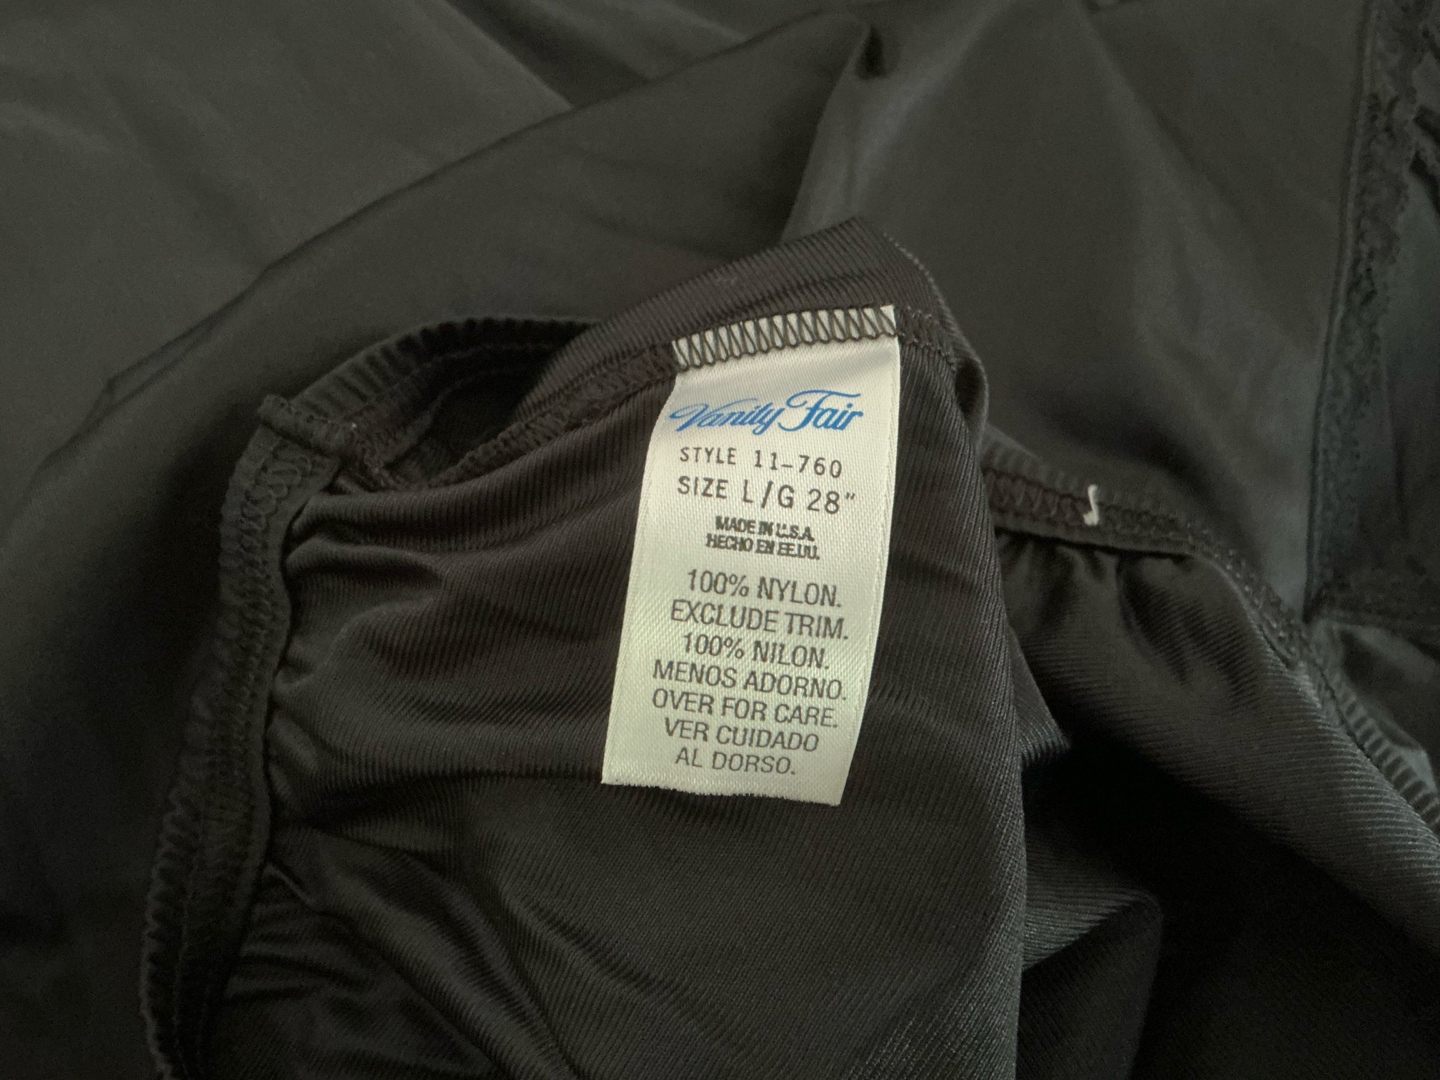 Vanity Fair
STYLE 11-760
SIZE L/G 28"
MADE IN U.S.A.
HECHO EN EE.UU.
100% NYLON.
EXCLUDE TRIM.
100% NILON.
MENOS ADORNO.
OVER FOR CARE.
VER CUIDADO
AL DORSO.